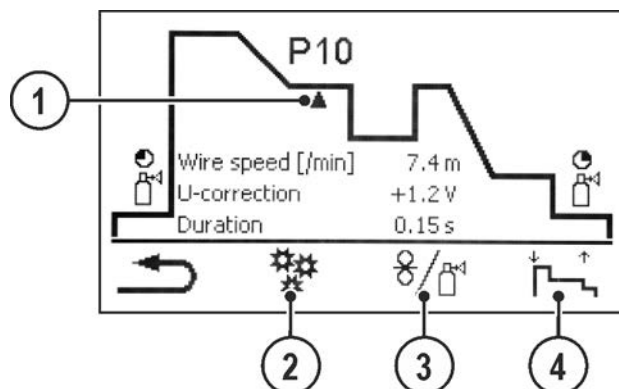 P10
1
Wire speed [/min] 7.4 m
U-correction +1.2 V
Duration 0.15 s
2
3
4